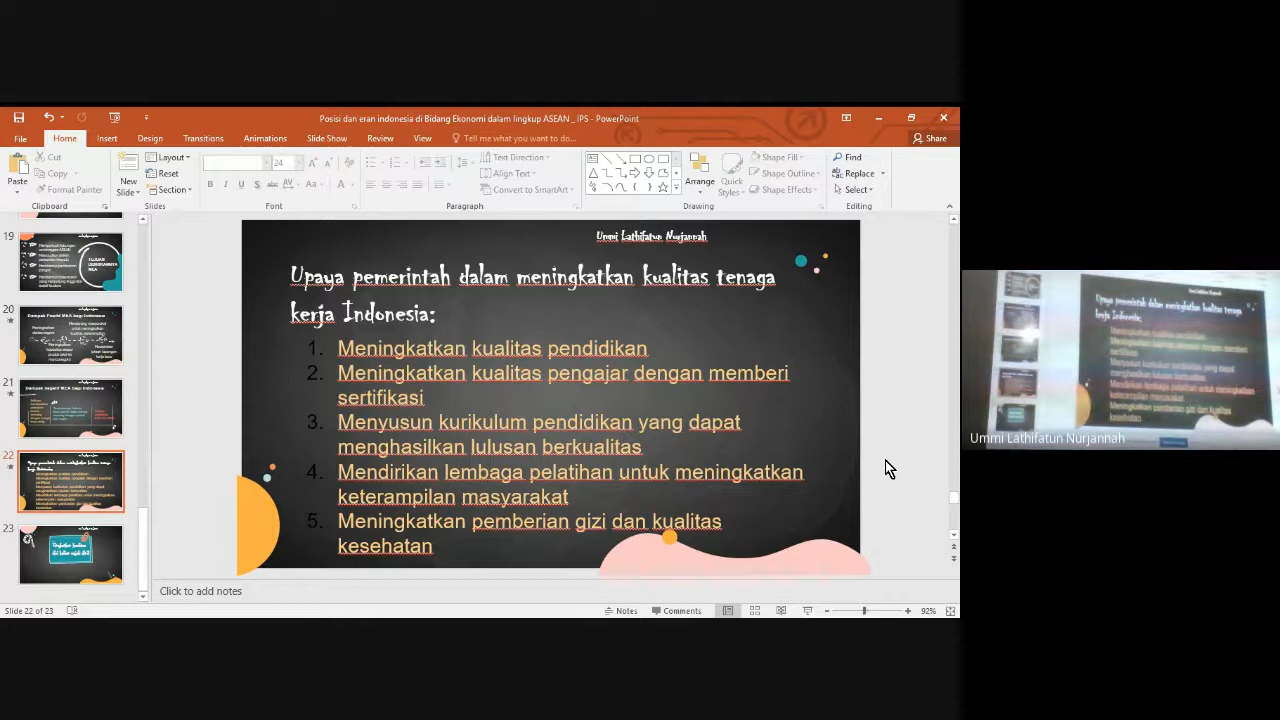 Posisi dan eran indonesia di Bidang Ekonomi dalam lingkup ASEAN _ IPS - PowerPoint
File Home Insert Design Transitions Animations Slide Show Review View Tell me what you want to do... Share
Paste
Cut
Copy
Format Painter
Clipboard
New Slide
Layout
Reset
Section
Slides
24
Font
Text Direction
Align Text
Convert to SmartArt
Paragraph
Arrange
Quick Styles
Shape Fill
Shape Outline
Shape Effects
Drawing
Find
Replace
Select
Editing
19
20
21
22
23
Ummi Lathifatun Nurjannah
Upaya pemerintah dalam meningkatkan kualitas tenaga
kerja Indonesia:
1. Meningkatkan kualitas pendidikan
2. Meningkatkan kualitas pengajar dengan memberi
sertifikasi
3. Menyusun kurikulum pendidikan yang dapat
menghasilkan lulusan berkualitas
4. Mendirikan lembaga pelatihan untuk meningkatkan
keterampilan masyarakat
5. Meningkatkan pemberian gizi dan kualitas
kesehatan
Click to add notes
Slide 22 of 23
Notes Comments 92%
Ummi Lathifatun Nurjannah